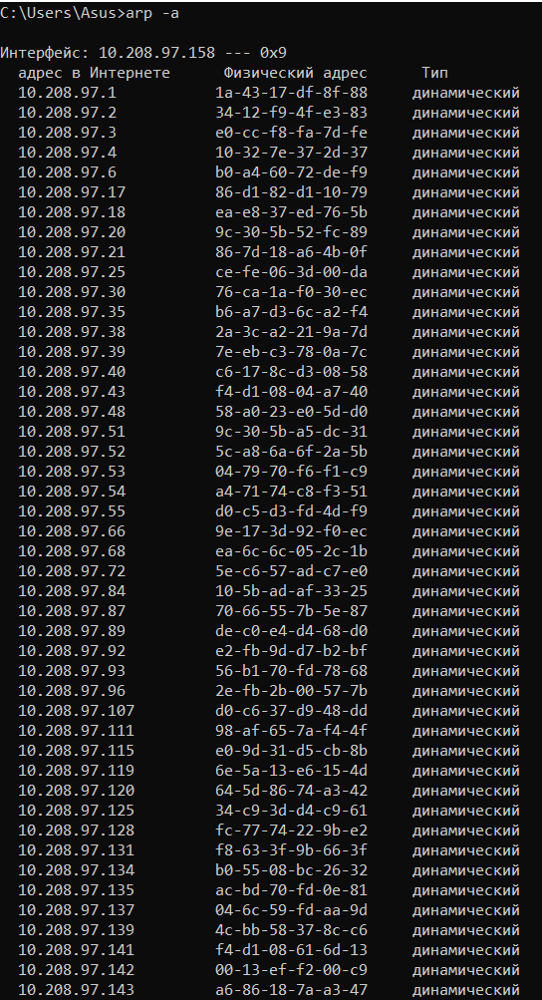 C:\Users\Asus>arp -a
Интерфейс: 10.208.97.158 --- 0x9
адрес в Интернете Физический адрес Тип
10.208.97.1 1a-43-17-df-8f-88 динамический
10.208.97.2 34-12-f9-4f-e3-83 динамический
10.208.97.3 e0-cc-f8-fa-7d-fe динамический
10.208.97.4 10-32-7e-37-2d-37 динамический
10.208.97.6 b0-a4-60-72-de-f9 динамический
10.208.97.17 86-d1-82-d1-10-79 динамический
10.208.97.18 ea-e8-37-ed-76-5b динамический
10.208.97.20 9c-30-5b-52-fc-89 динамический
10.208.97.21 86-7d-18-a6-4b-0f динамический
10.208.97.25 ce-fe-06-3d-00-da динамический
10.208.97.30 76-ca-1a-f0-30-ec динамический
10.208.97.35 b6-a7-d3-6c-a2-f4 динамический
10.208.97.38 2a-3c-a2-21-9a-7d динамический
10.208.97.39 7e-eb-c3-78-0a-7c динамический
10.208.97.40 c6-17-8c-d3-08-58 динамический
10.208.97.43 f4-d1-08-04-a7-40 динамический
10.208.97.48 58-a0-23-e0-5d-d0 динамический
10.208.97.51 9c-30-5b-a5-dc-31 динамический
10.208.97.52 5c-a8-6a-6f-2a-5b динамический
10.208.97.53 04-79-70-f6-f1-c9 динамический
10.208.97.54 a4-71-74-c8-f3-51 динамический
10.208.97.55 d0-c5-d3-fd-4d-f9 динамический
10.208.97.66 9e-17-3d-92-f0-ec динамический
10.208.97.68 ea-6c-6c-05-2c-1b динамический
10.208.97.72 5e-c6-57-ad-c7-e0 динамический
10.208.97.84 10-5b-ad-af-33-25 динамический
10.208.97.87 70-66-55-7b-5e-87 динамический
10.208.97.89 de-c0-e4-d4-68-d0 динамический
10.208.97.92 e2-fb-9d-d7-b2-bf динамический
10.208.97.93 56-b1-70-fd-78-68 динамический
10.208.97.96 2e-fb-2b-00-57-7b динамический
10.208.97.107 d0-c6-37-d9-48-dd динамический
10.208.97.111 98-af-65-7a-f4-4f динамический
10.208.97.115 e0-9d-31-d5-cb-8b динамический
10.208.97.119 6e-5a-13-e6-15-4d динамический
10.208.97.120 64-5d-86-74-a3-42 динамический
10.208.97.125 34-c9-3d-d4-c9-61 динамический
10.208.97.128 fc-77-74-22-9b-e2 динамический
10.208.97.131 f8-63-3f-9b-66-3f динамический
10.208.97.134 b0-55-08-bc-26-32 динамический
10.208.97.135 ac-bd-70-fd-0e-81 динамический
10.208.97.137 04-6c-59-fd-aa-9d динамический
10.208.97.139 4c-bb-58-37-8c-c6 динамический
10.208.97.141 f4-d1-08-61-6d-13 динамический
10.208.97.142 00-13-ef-f2-00-c9 динамический
10.208.97.143 a6-86-18-7a-a3-47 динамический